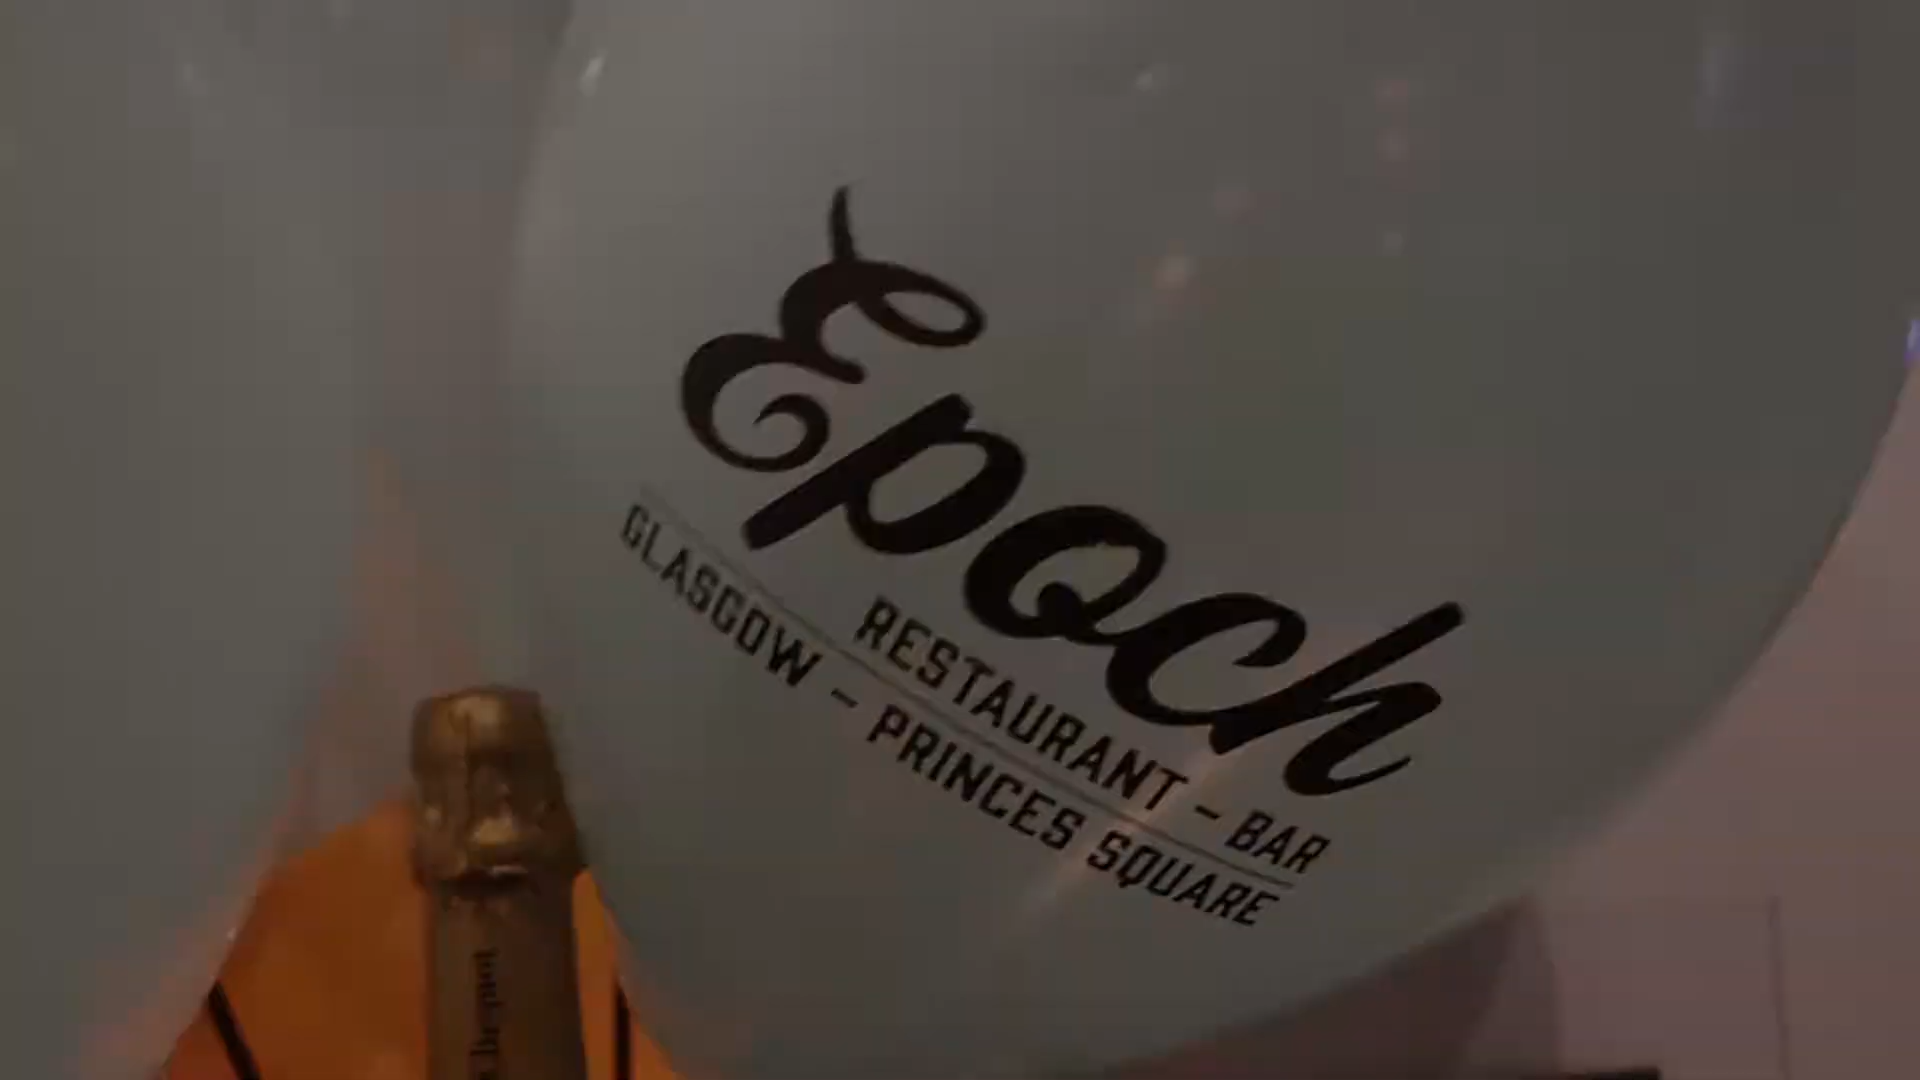 Epoch
RESTAURANT – BAR
GLASGOW – PRINCES SQUARE